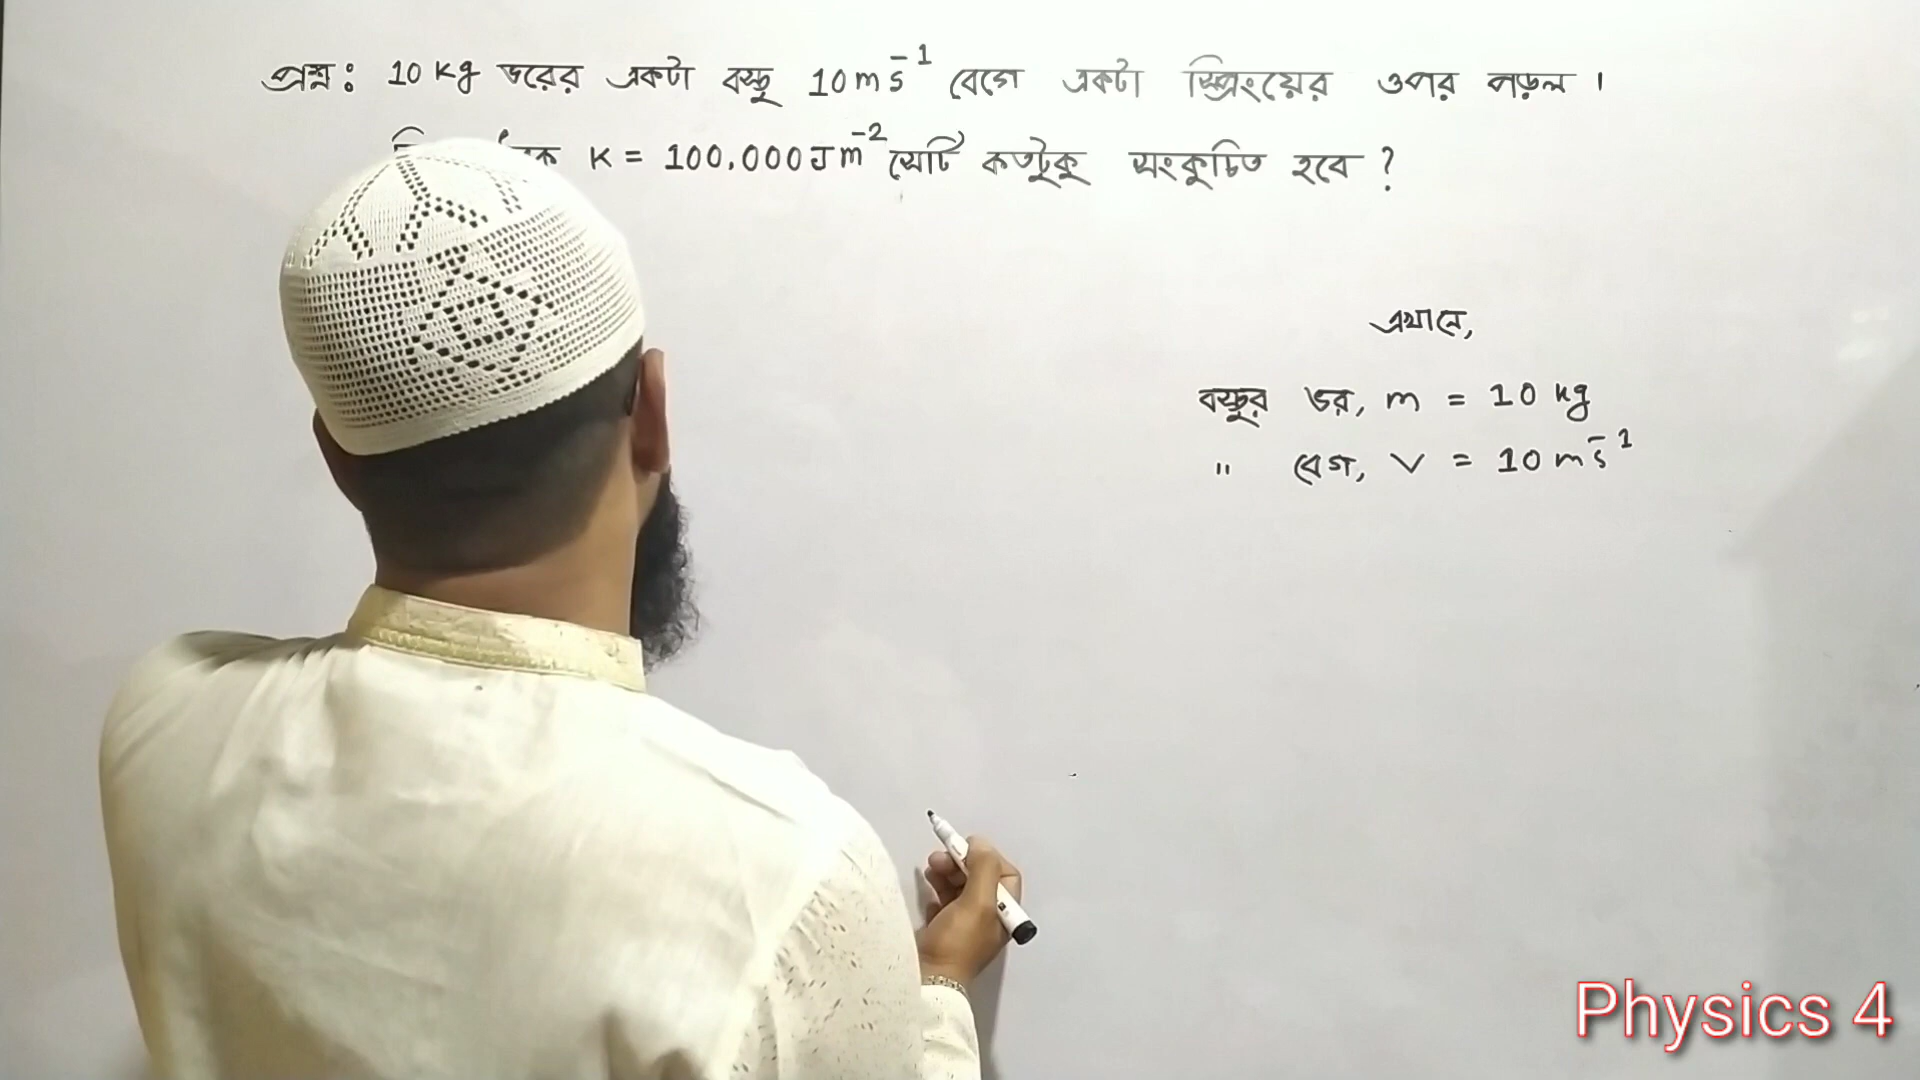 প্রশ্ন: 10 kg ভরের একটা বস্তু 10 ms⁻¹ বেগে একটা স্প্রিংয়ের ওপর পড়ল ।
K = 100,000 Jm⁻² সেটি কতটুকু সংকুচিত হবে ?
এখানে,
বস্তুর ভর, m = 10 kg
" বেগ, v = 10 ms⁻¹
Physics 4